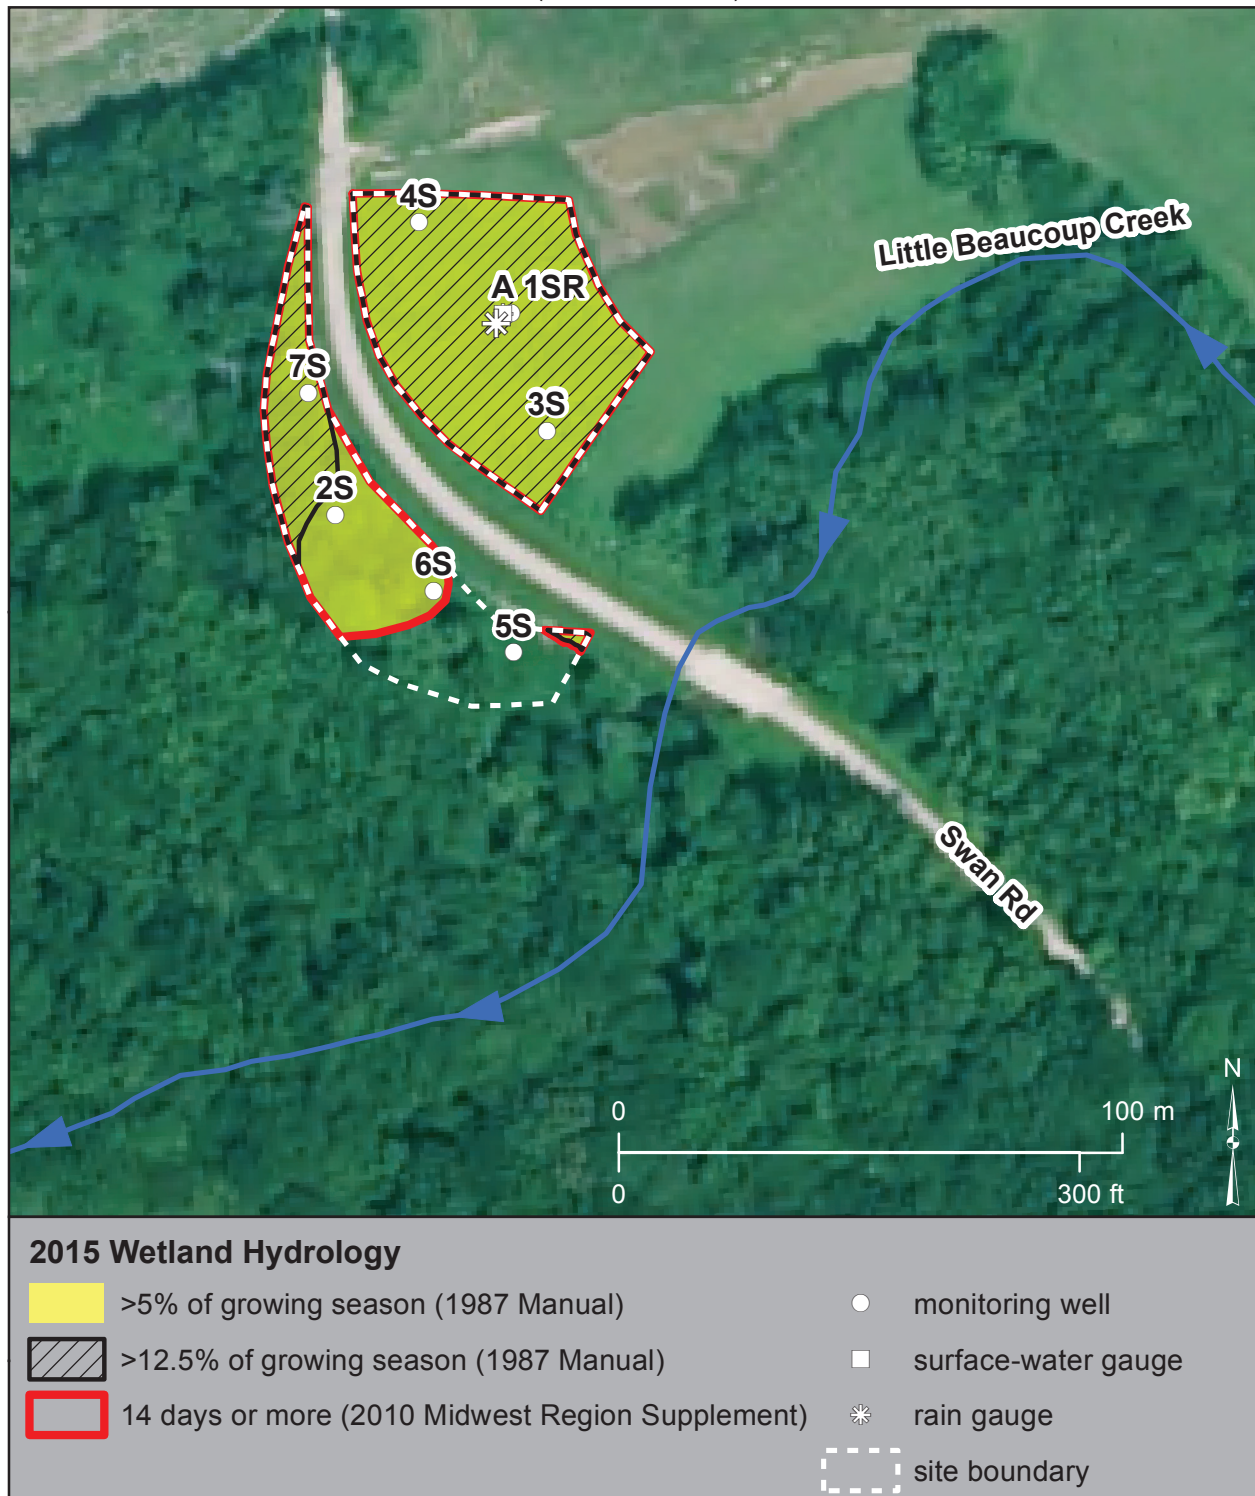 4S
Little Beaucoup Creek
A 1SR
7S
3S
2S
6S
5S
Swan Rd
N
0 100 m
0 300 ft
2015 Wetland Hydrology
>5% of growing season (1987 Manual)
>12.5% of growing season (1987 Manual)
14 days or more (2010 Midwest Region Supplement)
monitoring well
surface-water gauge
rain gauge
site boundary